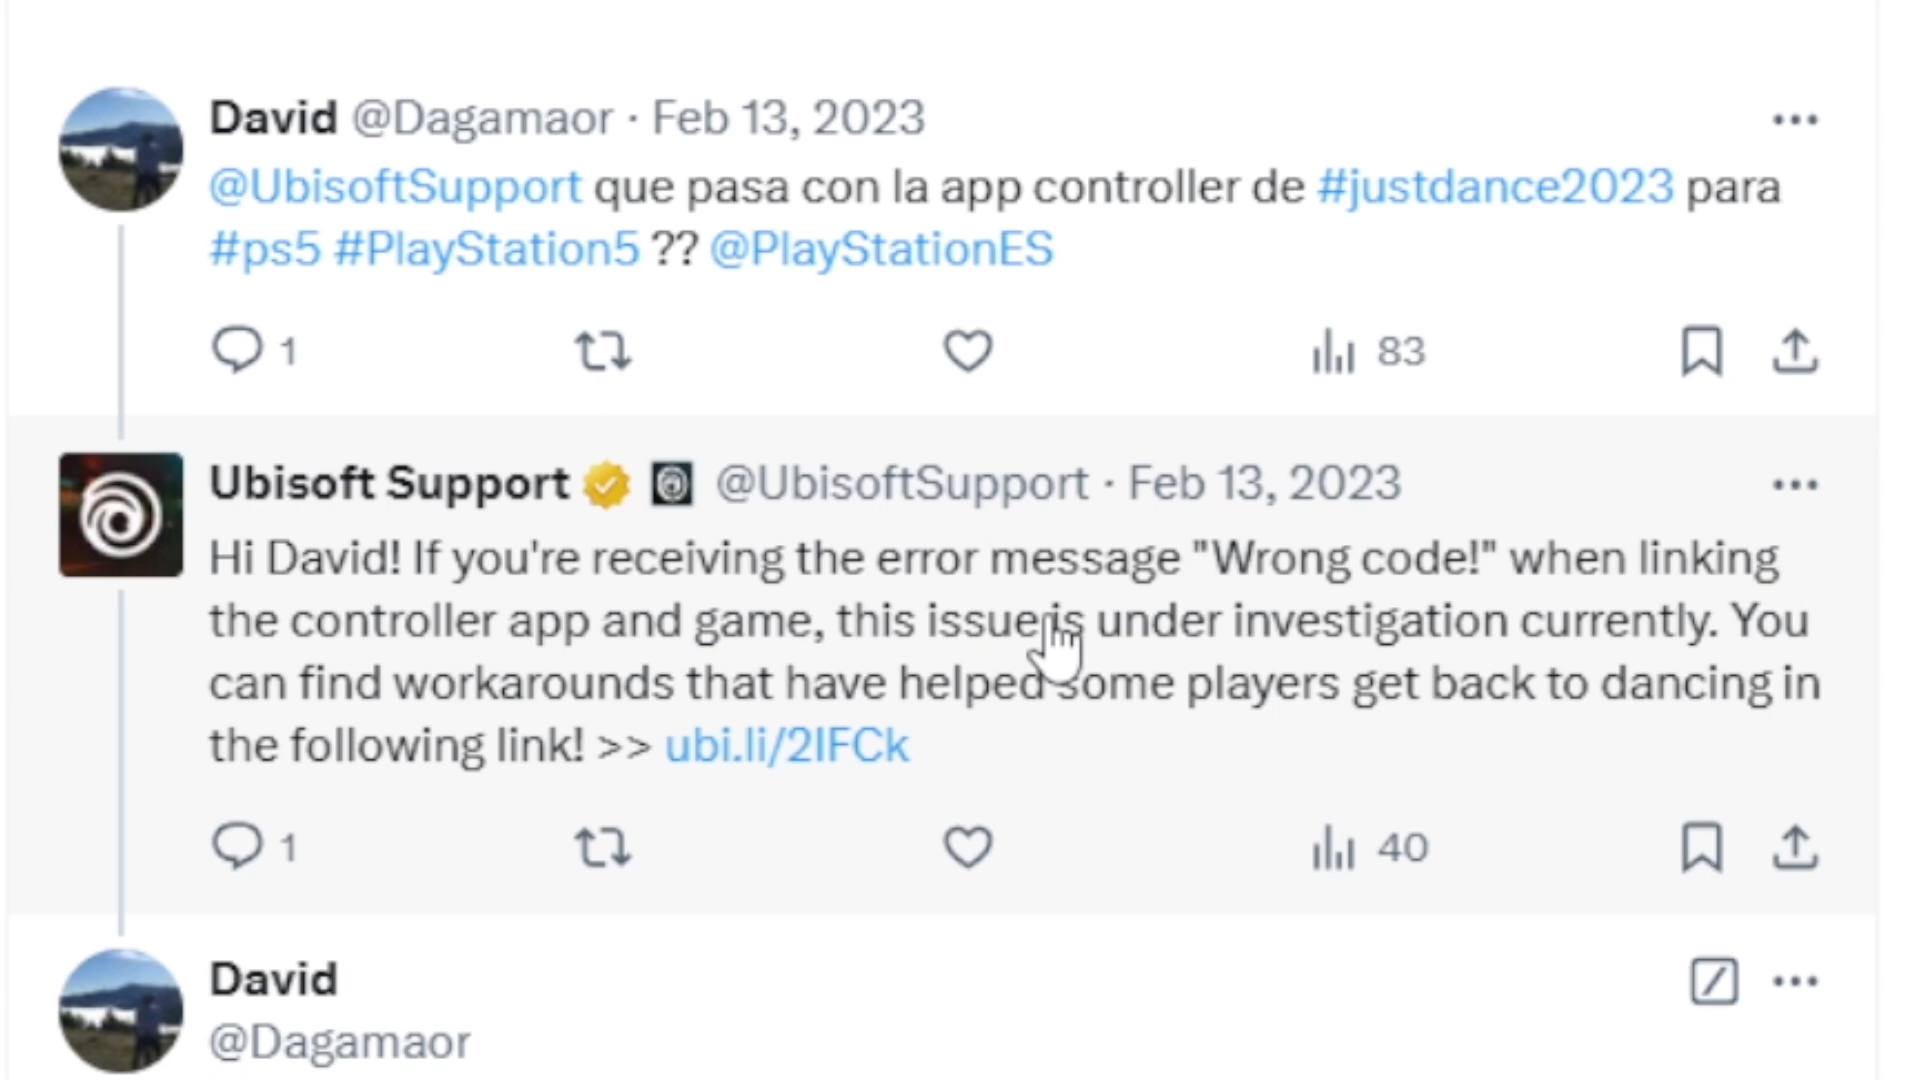 David @Dagamaor · Feb 13, 2023
@UbisoftSupport que pasa con la app controller de #justdance2023 para
#ps5 #PlayStation5 ?? @PlayStationES
1 83
Ubisoft Support @UbisoftSupport · Feb 13, 2023
Hi David! If you're receiving the error message "Wrong code!" when linking
the controller app and game, this issue is under investigation currently. You
can find workarounds that have helped some players get back to dancing in
the following link! >> ubi.li/2IFCk
1 40
David
@Dagamaor